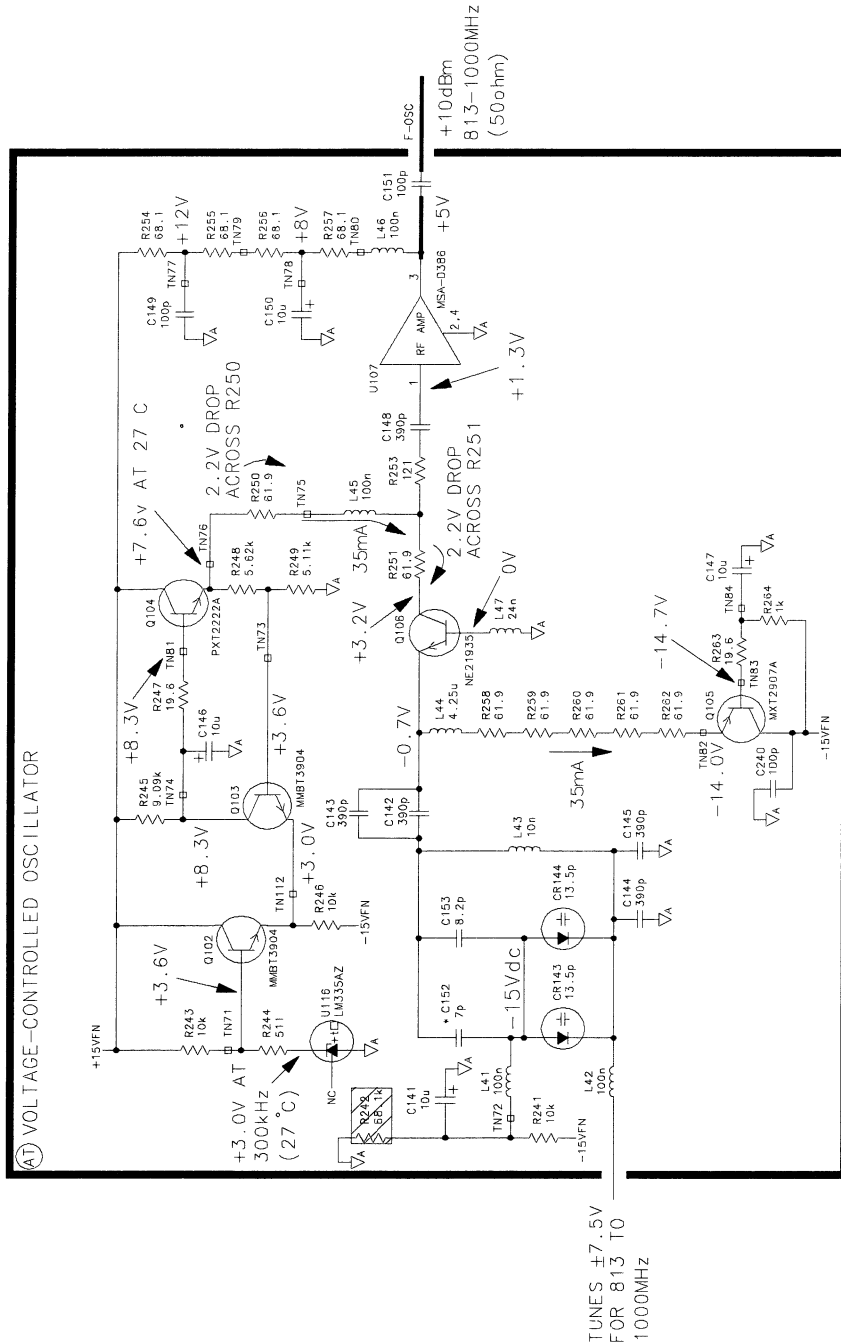 (AT) VOLTAGE-CONTROLLED OSCILLATOR
+15VFN
R243
10k
TN71
R244
511
+3.0V AT
300kHz
(27°C)
NC
U116
LM335AZ
A
+3.6V
Q102
MMBT3904
TN112
+3.0V
R246
10k
-15VFN
R245
9.09k
TN74
+8.3V
Q103
MMBT3904
C146
10u
+
A
R247
19.6
TN81
+8.3V
+3.6V
TN73
Q104
PXT2222A
+7.6v AT 27 C
TN76
R248
5.62k
R249
5.11k
A
2.2V DROP
ACROSS R250
R250
61.9
TN75
35mA
L45
100n
R254
68.1
+12V
TN77
C149
100p
A
R255
68.1
TN79
R256
68.1
+8V
TN78
C150
10u
+
A
R257
68.1
TN80
L46
100n
+5V
C151
100p
F-OSC
+10dBm
813-1000MHz
(50ohm)
3
MSA-0386
RF AMP
2,4
A
U107
1
+1.3V
C148
390p
R253
121
2.2V DROP
ACROSS R251
R251
61.9
+3.2V
Q106
NE21935
0V
L47
24n
A
-0.7V
L44
4.25u
R258
61.9
R259
61.9
R260
61.9
R261
61.9
R262
61.9
35mA
TN82
-14.0V
Q105
MXT2907A
-14.7V
TN83
R263
19.6
TN84
C147
10u
+
A
R264
1k
C240
100p
A
-15VFN
C143
390p
C142
390p
L43
10n
C145
390p
A
C144
390p
A
C153
8.2p
CR144
13.5p
*C152
7p
-15Vdc
CR143
13.5p
R242
68.1k
A
C141
10u
+
A
L41
100n
TN72
R241
10k
-15VFN
L42
100n
TUNES ±7.5V
FOR 813 TO
1000MHz